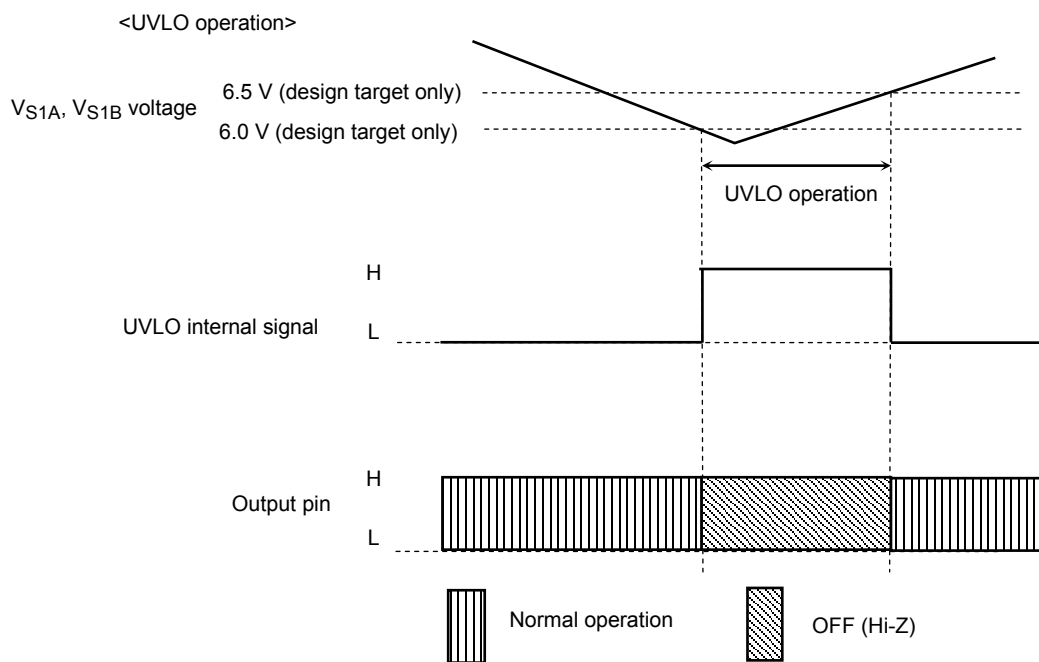 <UVLO operation>
6.5 V (design target only)
VS1A, VS1B voltage
6.0 V (design target only)
UVLO operation
H
UVLO internal signal
L
H
Output pin
L
Normal operation
OFF (Hi-Z)